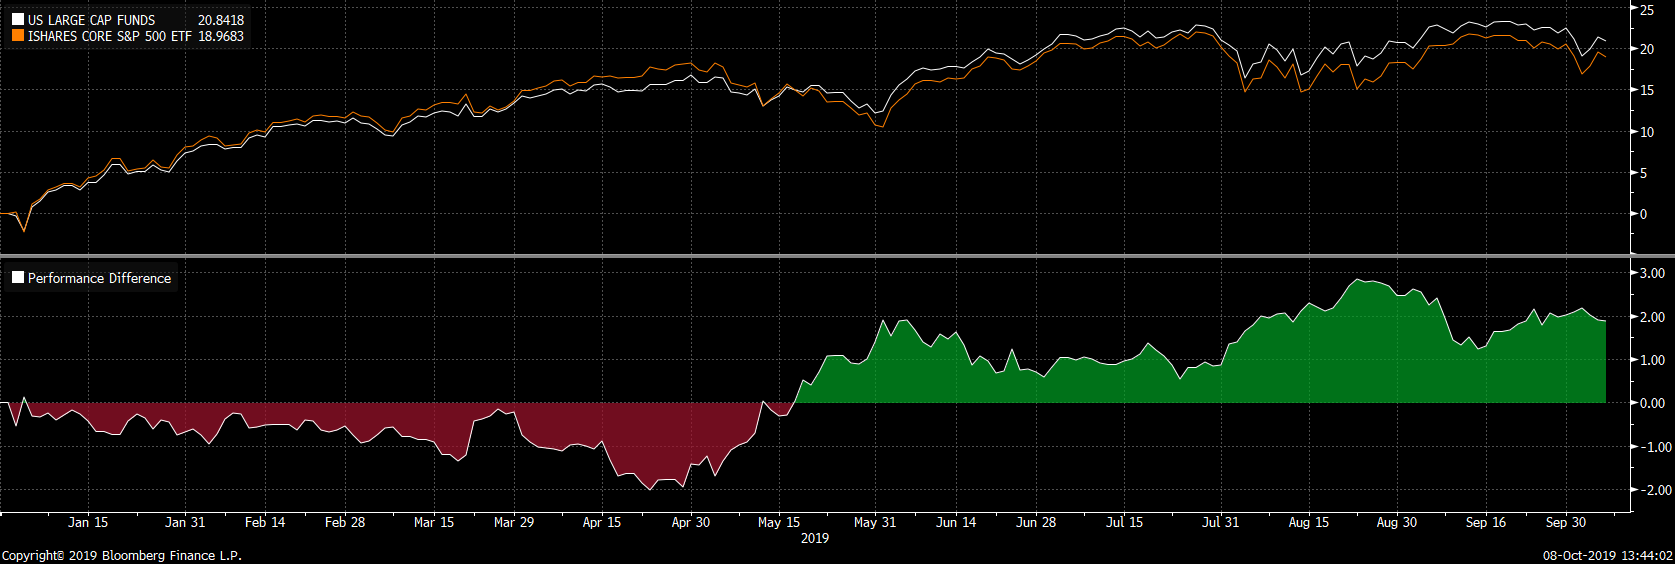 US LARGE CAP FUNDS 20.8418
ISHARES CORE S&P 500 ETF 18.9683
25
20
15
10
5
0
Performance Difference
3.00
2.00
1.00
0.00
-1.00
-2.00
Jan 15 Jan 31 Feb 14 Feb 28 Mar 15 Mar 29 Apr 15 Apr 30 May 15 May 31 Jun 14 Jun 28 Jul 15 Jul 31 Aug 15 Aug 30 Sep 16 Sep 30
2019
Copyright© 2019 Bloomberg Finance L.P. 08-Oct-2019 13:44:02